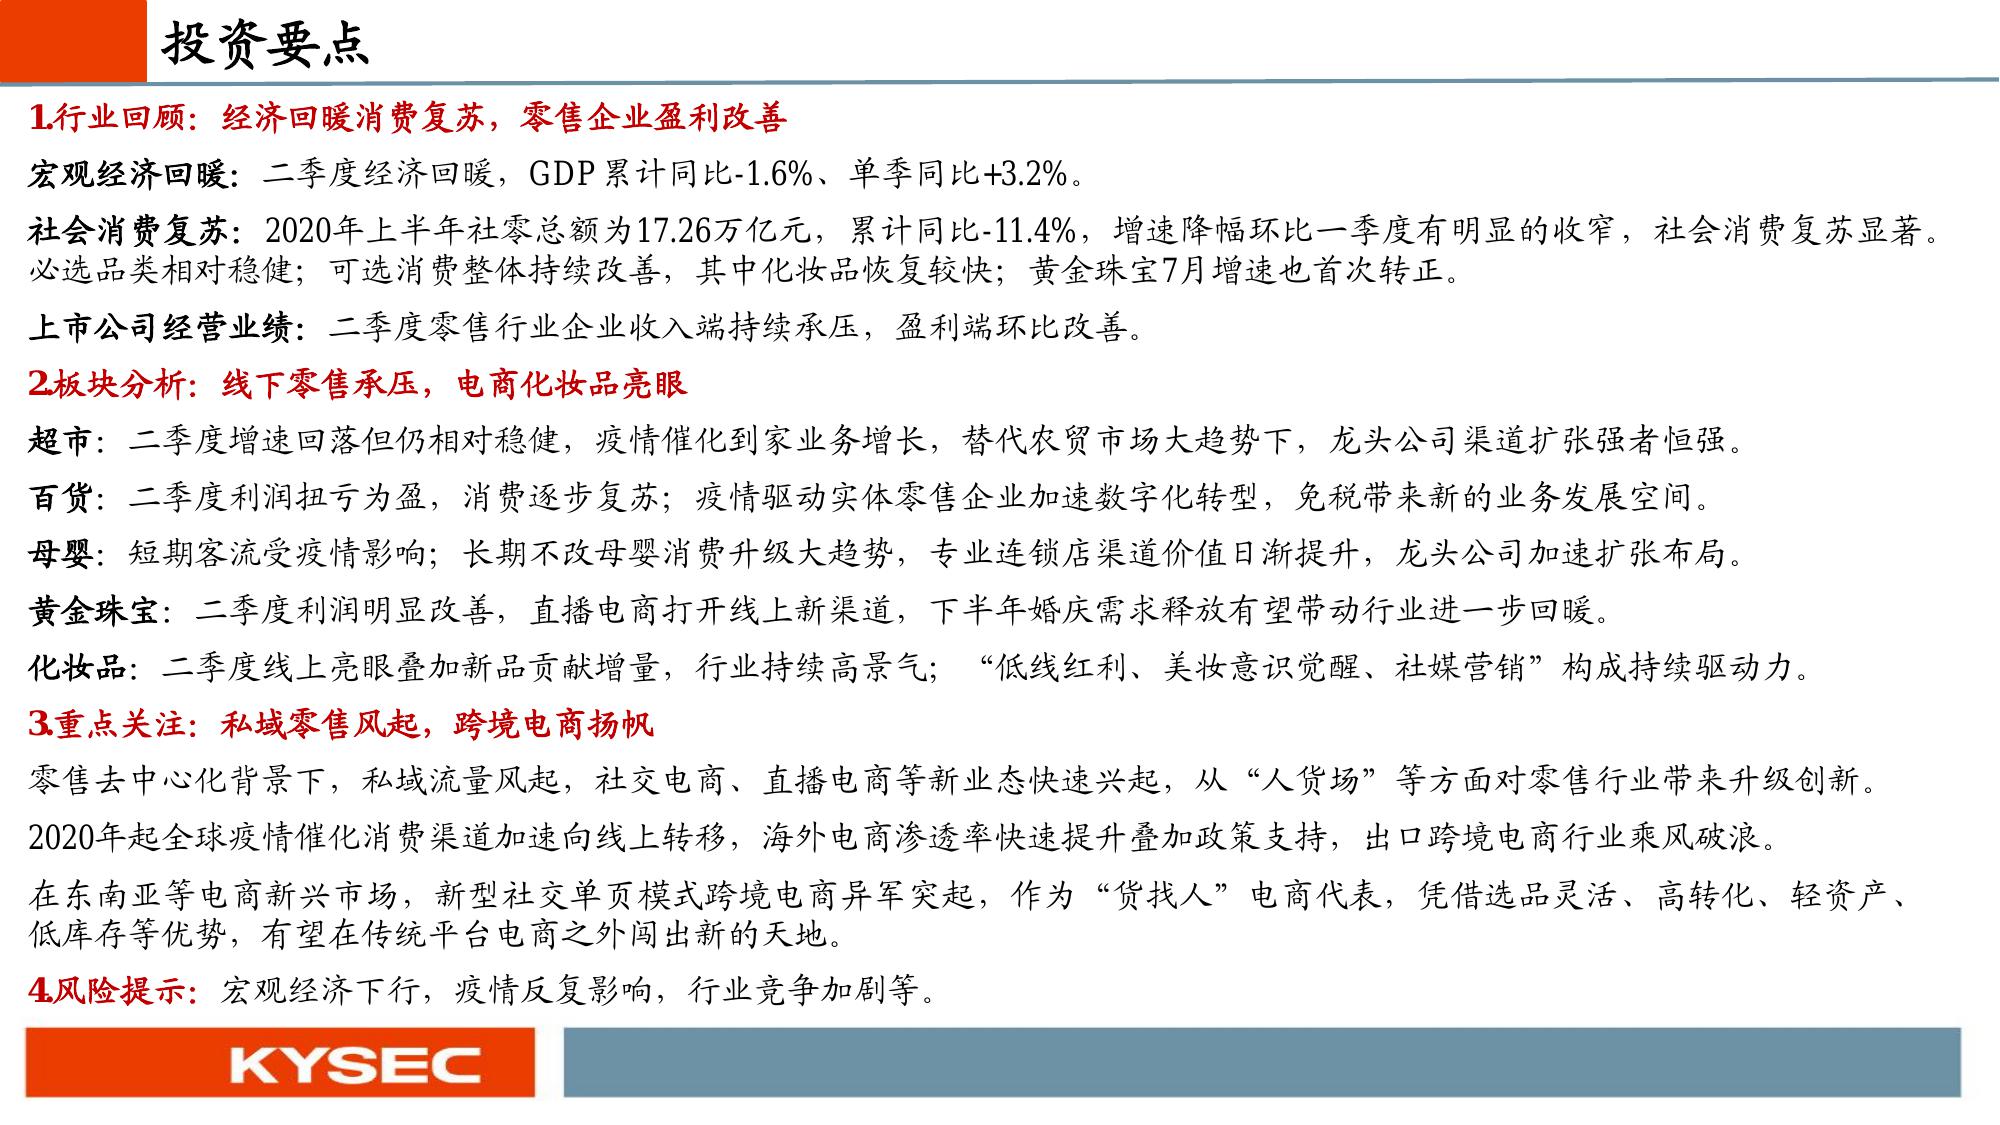 投资要点
1.行业回顾：经济回暖消费复苏，零售企业盈利改善
宏观经济回暖：二季度经济回暖，GDP累计同比-1.6%、单季同比+3.2%。
社会消费复苏：2020年上半年社零总额为17.26万亿元，累计同比-11.4%，增速降幅环比一季度有明显的收窄，社会消费复苏显著。
必选品类相对稳健；可选消费整体持续改善，其中化妆品恢复较快；黄金珠宝7月增速也首次转正。
上市公司经营业绩：二季度零售行业企业收入端持续承压，盈利端环比改善。
2.板块分析：线下零售承压，电商化妆品亮眼
超市：二季度增速回落但仍相对稳健，疫情催化到家业务增长，替代农贸市场大趋势下，龙头公司渠道扩张强者恒强。
百货：二季度利润扭亏为盈，消费逐步复苏；疫情驱动实体零售企业加速数字化转型，免税带来新的业务发展空间。
母婴：短期客流受疫情影响；长期不改母婴消费升级大趋势，专业连锁店渠道价值日渐提升，龙头公司加速扩张布局。
黄金珠宝：二季度利润明显改善，直播电商打开线上新渠道，下半年婚庆需求释放有望带动行业进一步回暖。
化妆品：二季度线上亮眼叠加新品贡献增量，行业持续高景气；“低线红利、美妆意识觉醒、社媒营销”构成持续驱动力。
3.重点关注：私域零售风起，跨境电商扬帆
零售去中心化背景下，私域流量风起，社交电商、直播电商等新业态快速兴起，从“人货场”等方面对零售行业带来升级创新。
2020年起全球疫情催化消费渠道加速向线上转移，海外电商渗透率快速提升叠加政策支持，出口跨境电商行业乘风破浪。
在东南亚等电商新兴市场，新型社交单页模式跨境电商异军突起，作为“货找人”电商代表，凭借选品灵活、高转化、轻资产、
低库存等优势，有望在传统平台电商之外闯出新的天地。
4.风险提示：宏观经济下行，疫情反复影响，行业竞争加剧等。
KYSEC